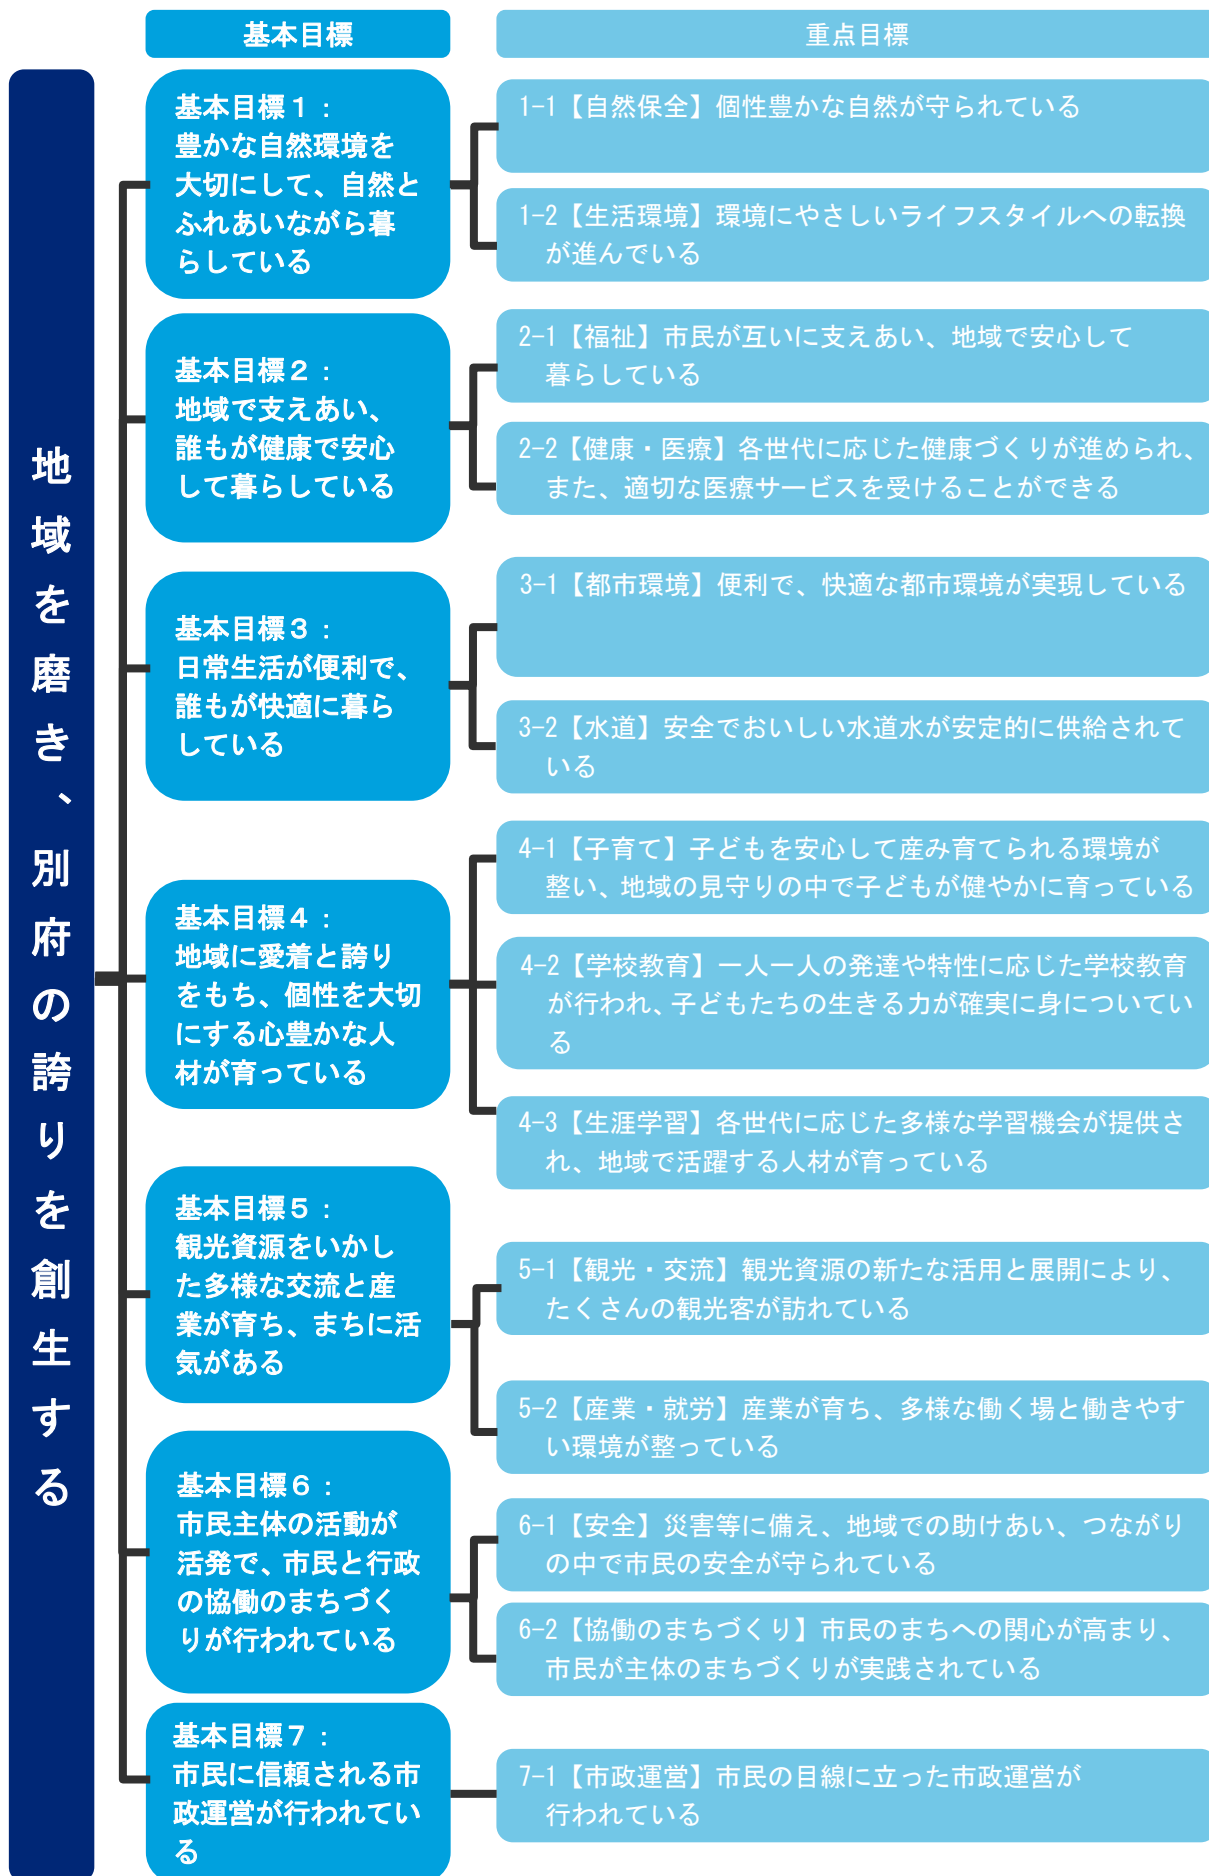 基本目標
重点目標
地域を磨き、別府の誇りを創生する
基本目標１：
豊かな自然環境を
大切にして、自然と
ふれあいながら暮
らしている
1-1【自然保全】個性豊かな自然が守られている
1-2【生活環境】環境にやさしいライフスタイルへの転換
が進んでいる
基本目標２：
地域で支えあい、
誰もが健康で安心
して暮らしている
2-1【福祉】市民が互いに支えあい、地域で安心して
暮らしている
2-2【健康・医療】各世代に応じた健康づくりが進められ、
また、適切な医療サービスを受けることができる
基本目標３：
日常生活が便利で、
誰もが快適に暮ら
している
3-1【都市環境】便利で、快適な都市環境が実現している
3-2【水道】安全でおいしい水道水が安定的に供給されて
いる
基本目標４：
地域に愛着と誇り
をもち、個性を大切
にする心豊かな人
材が育っている
4-1【子育て】子どもを安心して産み育てられる環境が
整い、地域の見守りの中で子どもが健やかに育っている
4-2【学校教育】一人一人の発達や特性に応じた学校教育
が行われ、子どもたちの生きる力が確実に身についてい
る
4-3【生涯学習】各世代に応じた多様な学習機会が提供さ
れ、地域で活躍する人材が育っている
基本目標５：
観光資源をいかし
た多様な交流と産
業が育ち、まちに活
気がある
5-1【観光・交流】観光資源の新たな活用と展開により、
たくさんの観光客が訪れている
5-2【産業・就労】産業が育ち、多様な働く場と働きやす
い環境が整っている
基本目標６：
市民主体の活動が
活発で、市民と行政
の協働のまちづく
りが行われている
6-1【安全】災害等に備え、地域での助けあい、つながり
の中で市民の安全が守られている
6-2【協働のまちづくり】市民のまちへの関心が高まり、
市民が主体のまちづくりが実践されている
基本目標７：
市民に信頼される市
政運営が行われてい
る
7-1【市政運営】市民の目線に立った市政運営が
行われている